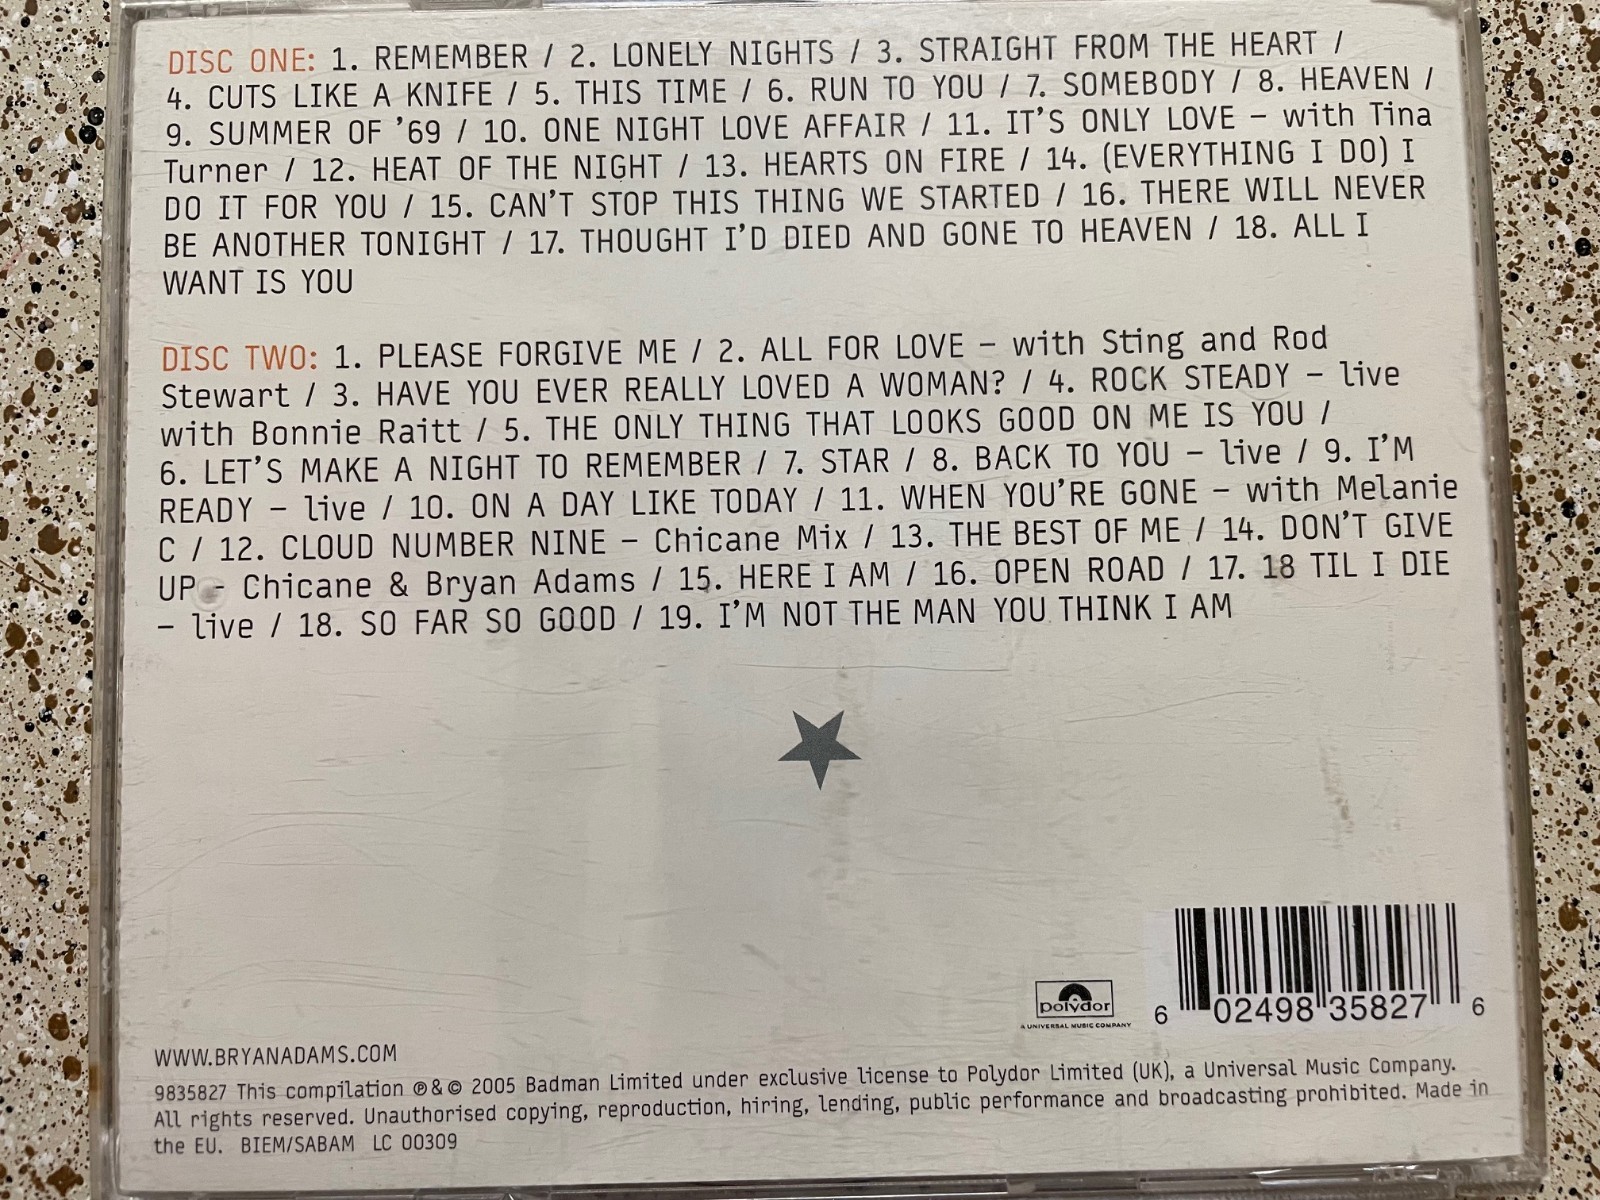 DISC ONE: 1. REMEMBER / 2. LONELY NIGHTS / 3. STRAIGHT FROM THE HEART /
4. CUTS LIKE A KNIFE / 5. THIS TIME / 6. RUN TO YOU / 7. SOMEBODY / 8. HEAVEN /
9. SUMMER OF '69 / 10. ONE NIGHT LOVE AFFAIR / 11. IT'S ONLY LOVE – with Tina
Turner / 12. HEAT OF THE NIGHT / 13. HEARTS ON FIRE / 14. (EVERYTHING I DO) I
DO IT FOR YOU / 15. CAN'T STOP THIS THING WE STARTED / 16. THERE WILL NEVER
BE ANOTHER TONIGHT / 17. THOUGHT I'D DIED AND GONE TO HEAVEN / 18. ALL I
WANT IS YOU
DISC TWO: 1. PLEASE FORGIVE ME / 2. ALL FOR LOVE – with Sting and Rod
Stewart / 3. HAVE YOU EVER REALLY LOVED A WOMAN? / 4. ROCK STEADY – live
with Bonnie Raitt / 5. THE ONLY THING THAT LOOKS GOOD ON ME IS YOU /
6. LET'S MAKE A NIGHT TO REMEMBER / 7. STAR / 8. BACK TO YOU – live / 9. I'M
READY – live / 10. ON A DAY LIKE TODAY / 11. WHEN YOU'RE GONE – with Melanie
C / 12. CLOUD NUMBER NINE – Chicane Mix / 13. THE BEST OF ME / 14. DON'T GIVE
UP – Chicane & Bryan Adams / 15. HERE I AM / 16. OPEN ROAD / 17. 18 TIL I DIE
– live / 18. SO FAR SO GOOD / 19. I'M NOT THE MAN YOU THINK I AM
polydor
A UNIVERSAL MUSIC COMPANY
6 02498 35827 6
WWW.BRYANADAMS.COM
9835827 This compilation ℗&© 2005 Badman Limited under exclusive license to Polydor Limited (UK), a Universal Music Company.
All rights reserved. Unauthorised copying, reproduction, hiring, lending, public performance and broadcasting prohibited. Made in
the EU. BIEM/SABAM LC 00309